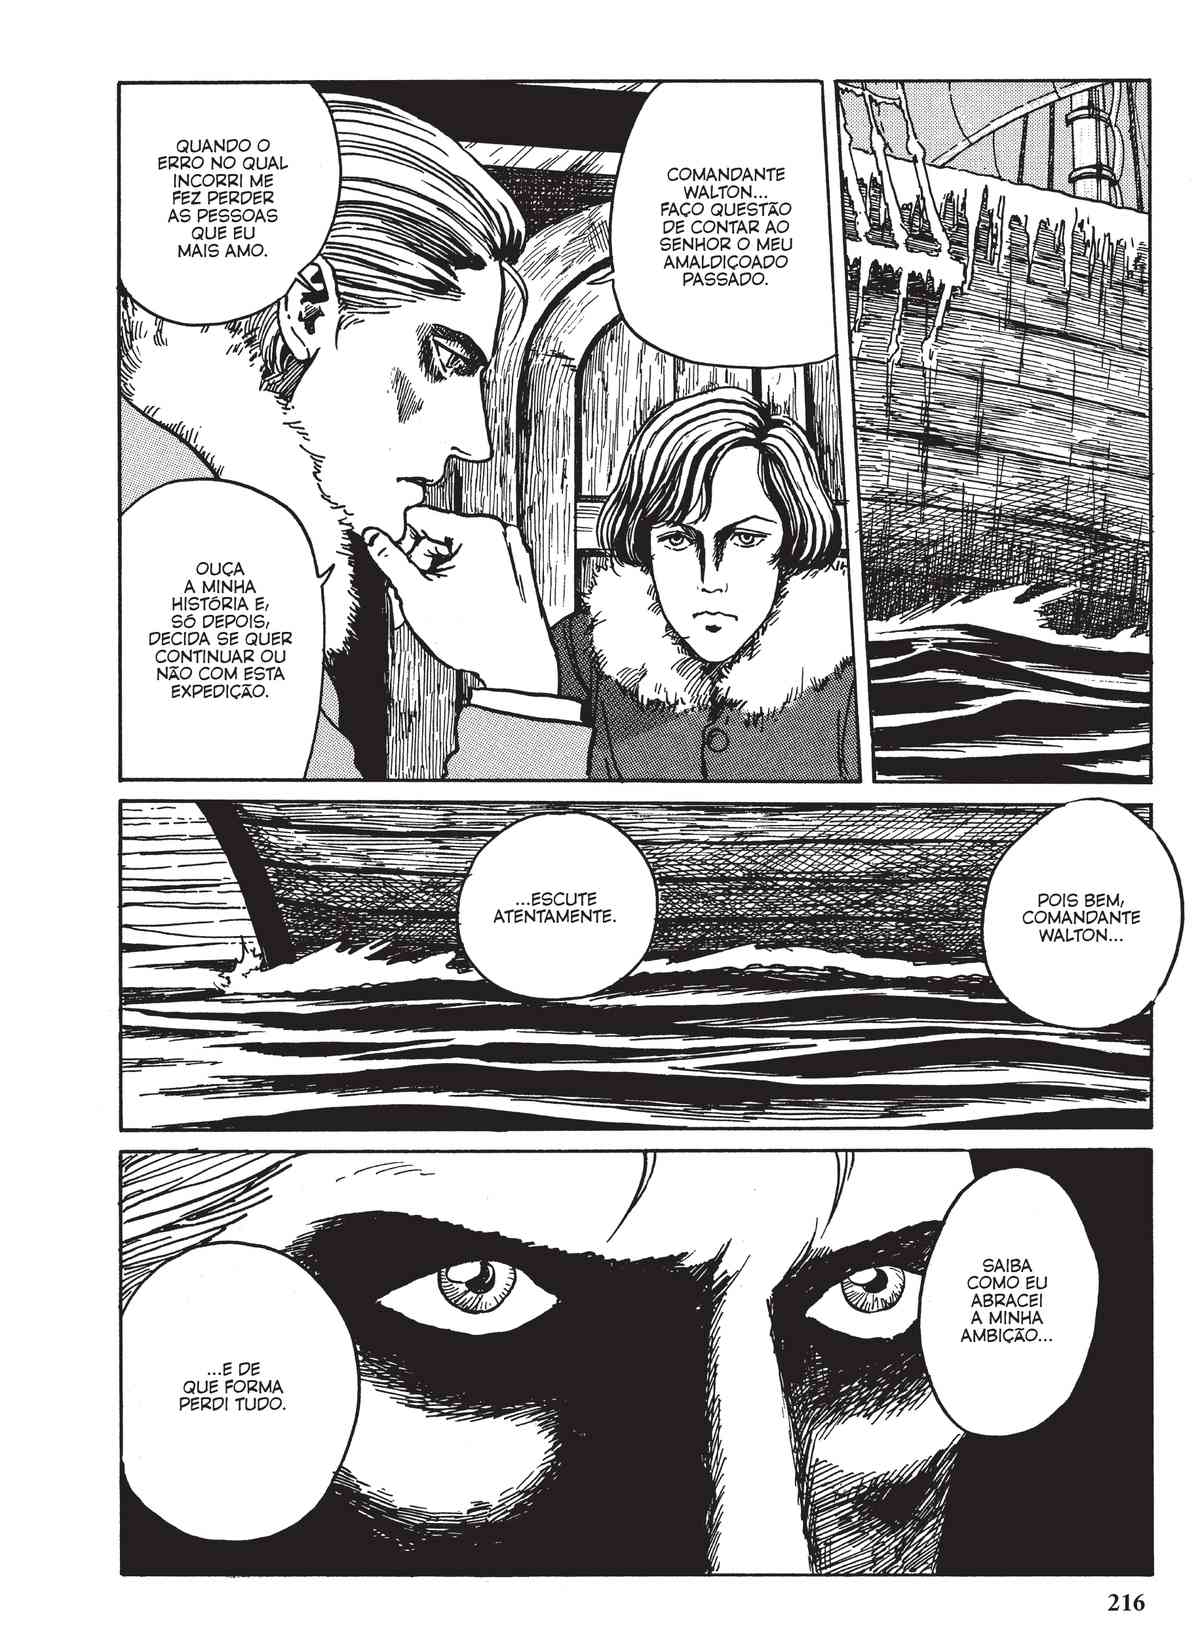 COMANDANTE
WALTON...
FAÇO QUESTÃO
DE CONTAR AO
SENHOR O MEU
AMALDIÇOADO
PASSADO.
QUANDO O
ERRO NO QUAL
INCORRI ME
FEZ PERDER
AS PESSOAS
QUE EU
MAIS AMO.
OUÇA
A MINHA
HISTÓRIA E,
SÓ DEPOIS,
DECIDA SE QUER
CONTINUAR OU
NÃO COM ESTA
EXPEDIÇÃO.
POIS BEM,
COMANDANTE
WALTON...
...ESCUTE
ATENTAMENTE.
SAIBA
COMO EU
ABRACEI
A MINHA
AMBIÇÃO...
...E DE
QUE FORMA
PERDI TUDO.
216